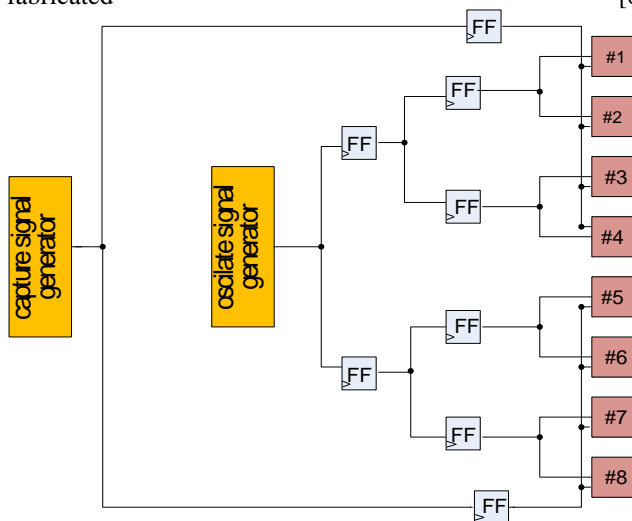 fabricated
FF
#1
FF
#2
FF
#3
capture signal
generator
oscilate signal
generator
FF
#4
#5
FF
#6
FF
#7
FF
#8
FF